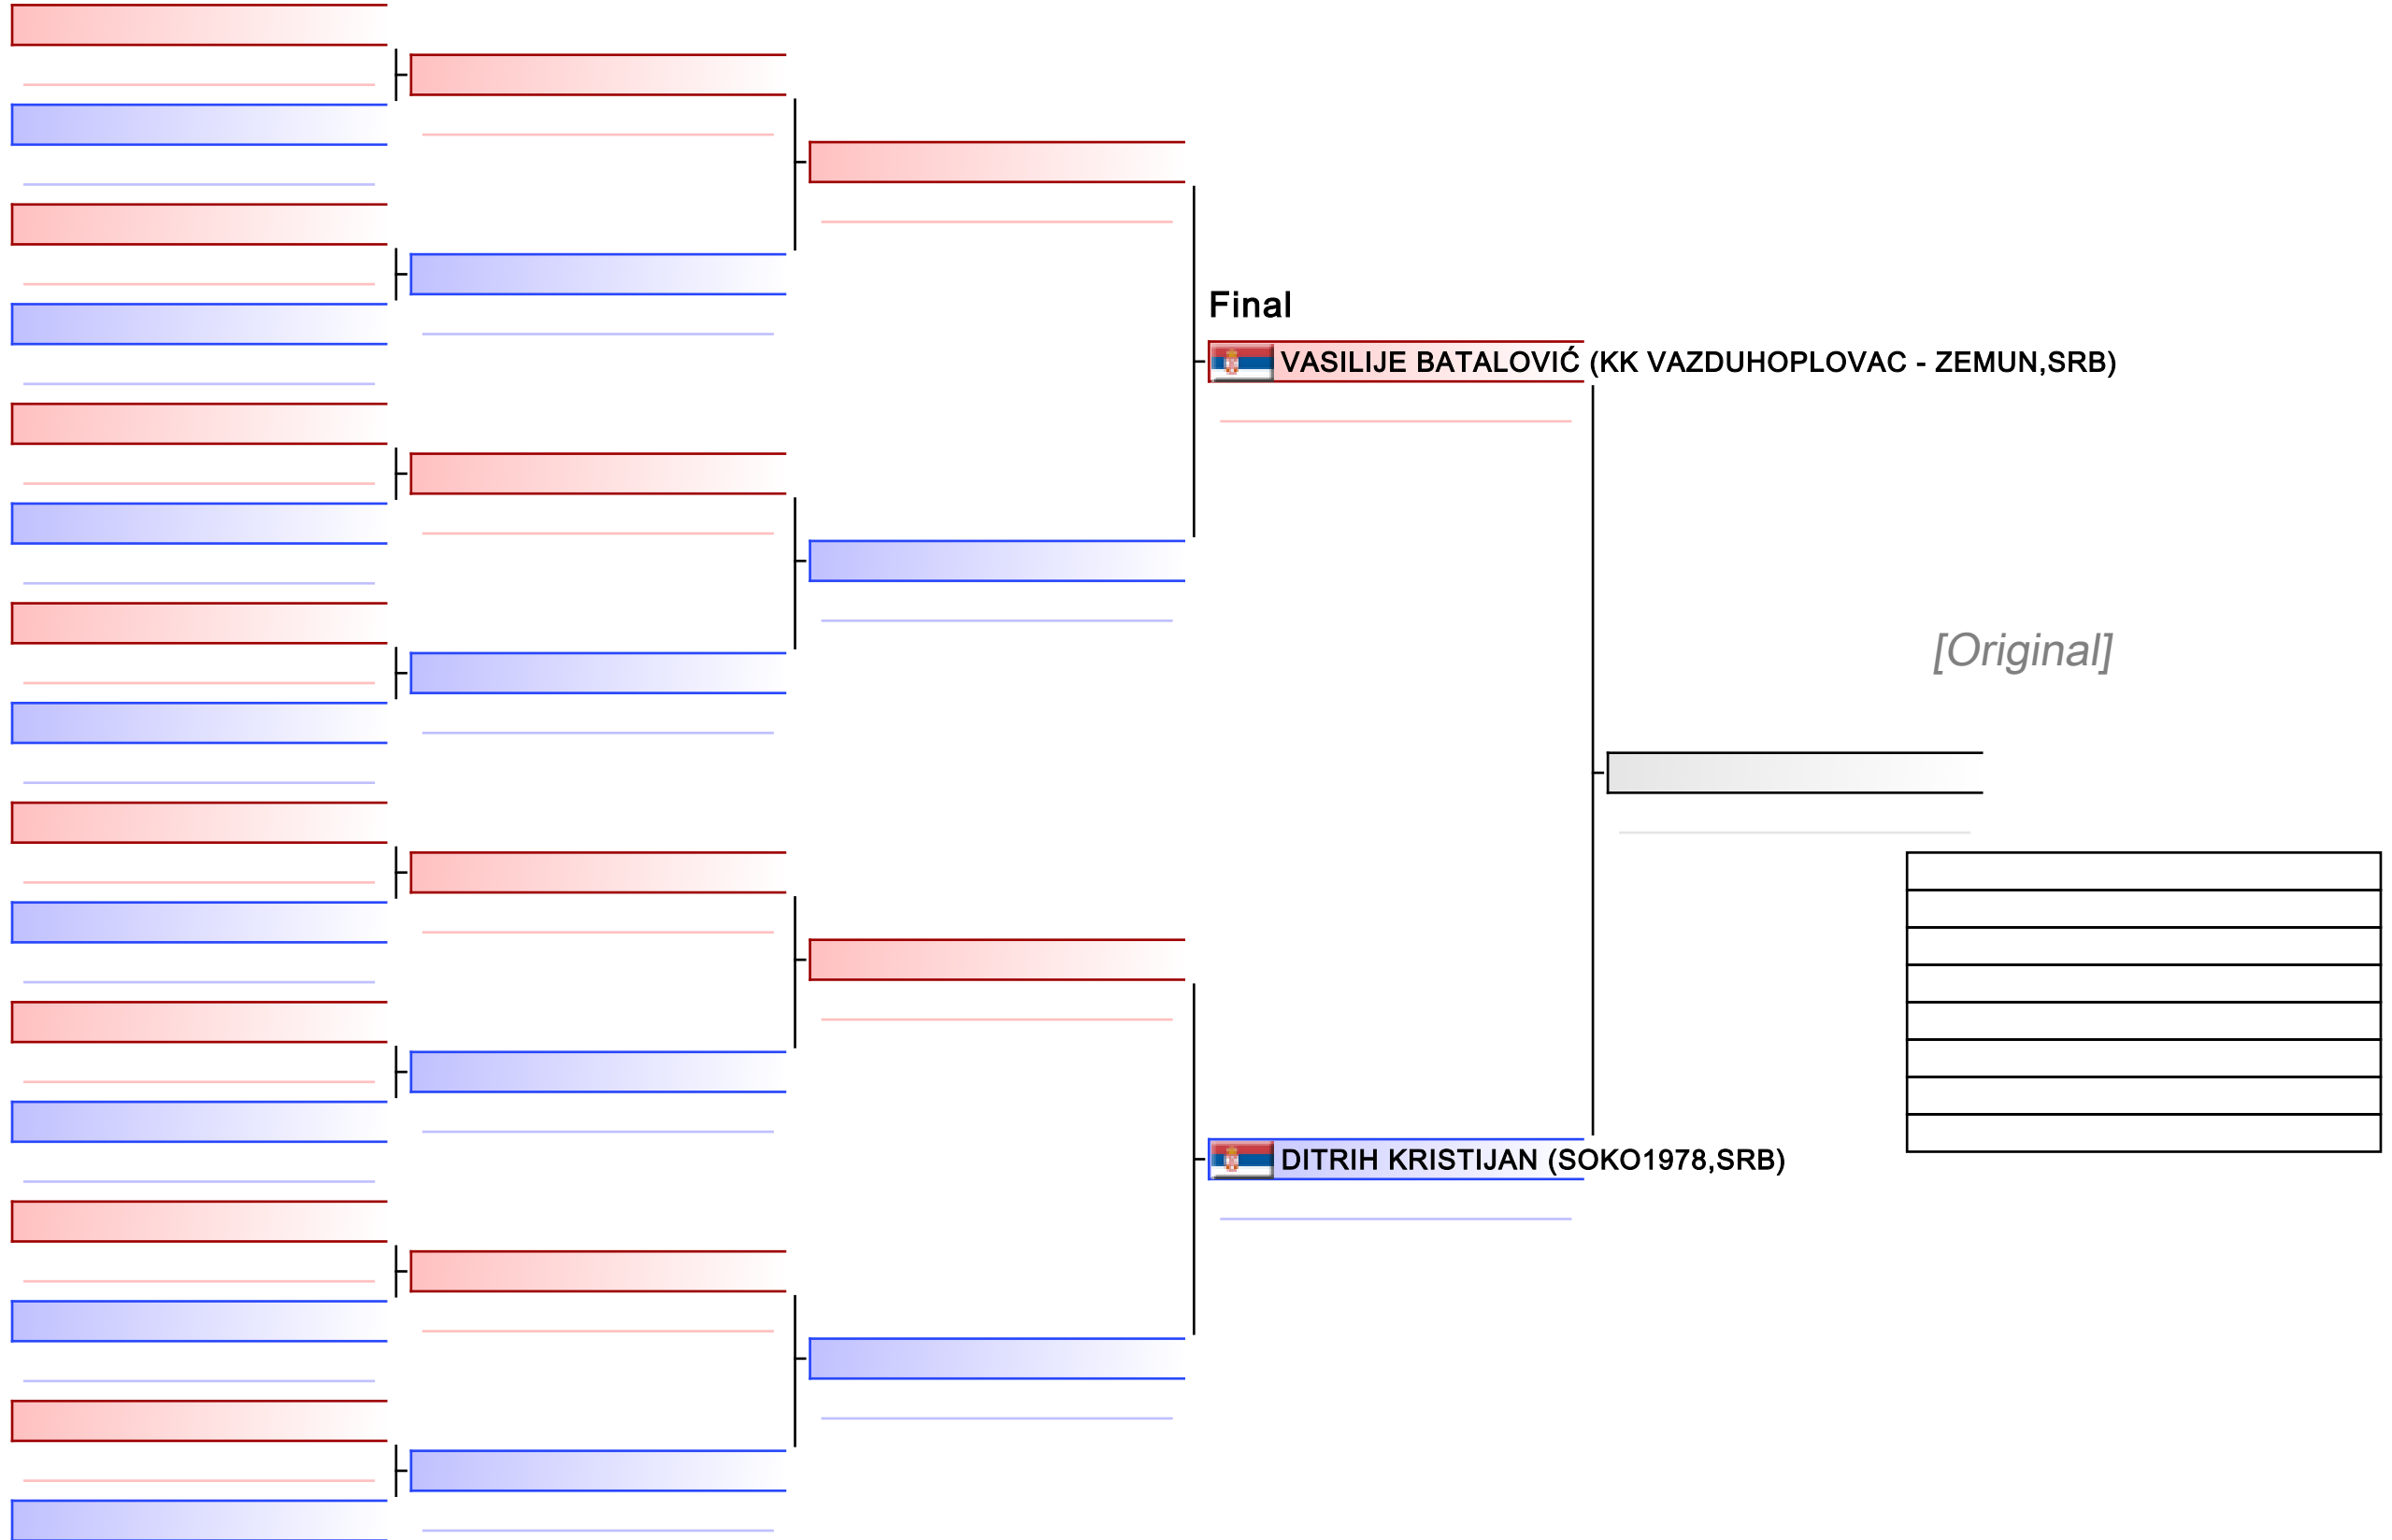 Final
VASILIJE BATALOVIĆ (KK VAZDUHOPLOVAC - ZEMUN,SRB)
[Original]
DITRIH KRISTIJAN (SOKO1978,SRB)